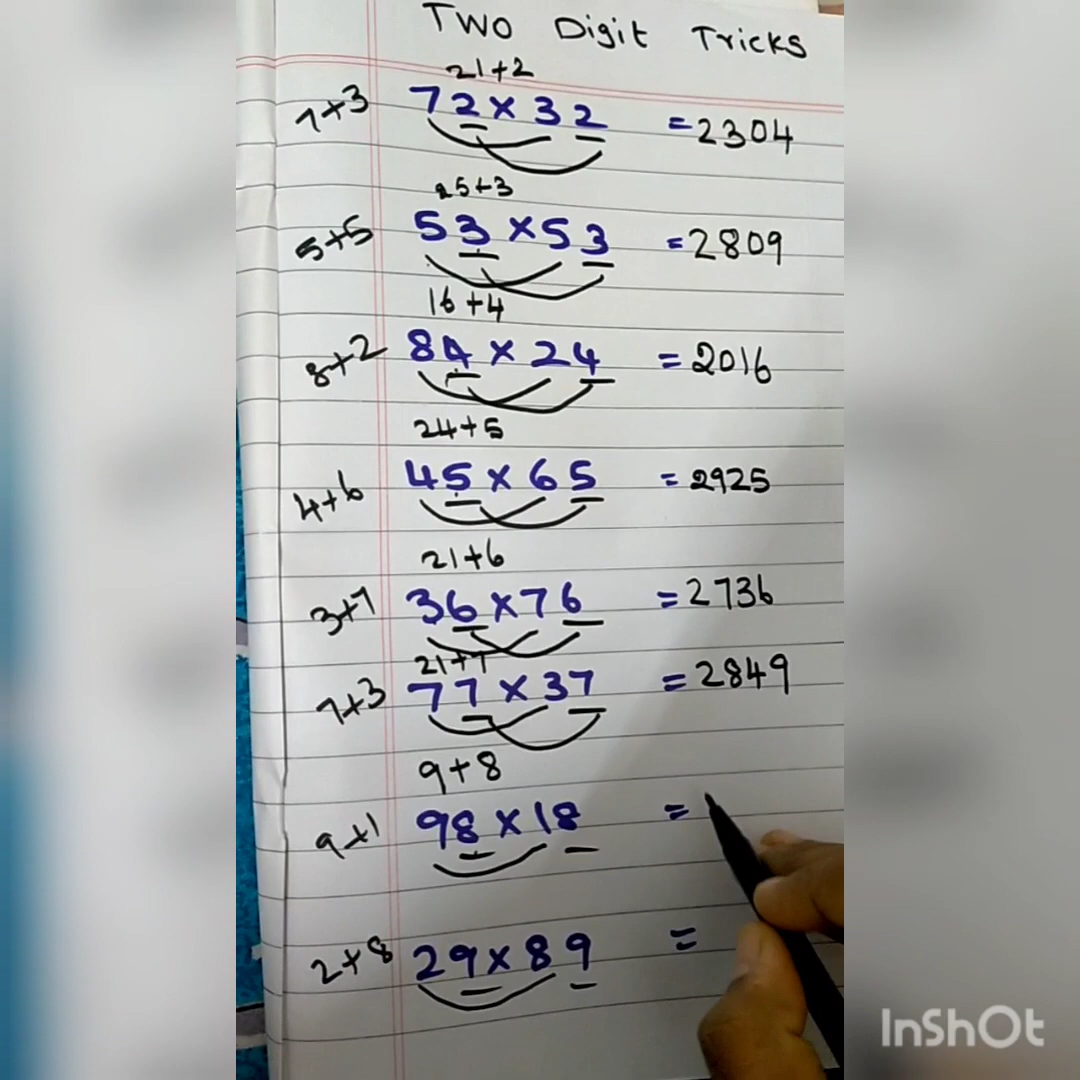 Two Digit Tricks
21+2
7+3 72×32 =2304
25+3
5+5 53×53 =2809
16+4
8+2 84×24 =2016
24+5
4+6 45×65 =2925
21+6
3+7 36×76 =2736
21+7
7+3 77×37 =2849
9+8
9+1 98×18 =
2+8 29×89 =
InShOt